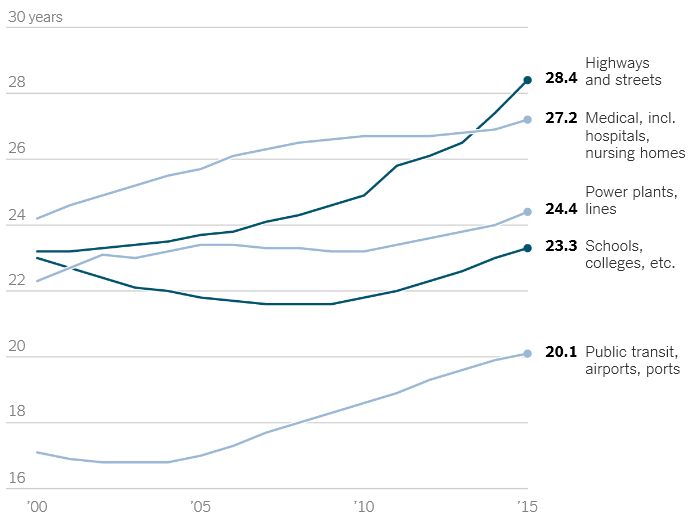 30 years
28
26
24
22
20
18
16
'00
'05
'10
'15
28.4 Highways
and streets
27.2 Medical, incl.
hospitals,
nursing homes
24.4 Power plants,
lines
23.3 Schools,
colleges, etc.
20.1 Public transit,
airports, ports